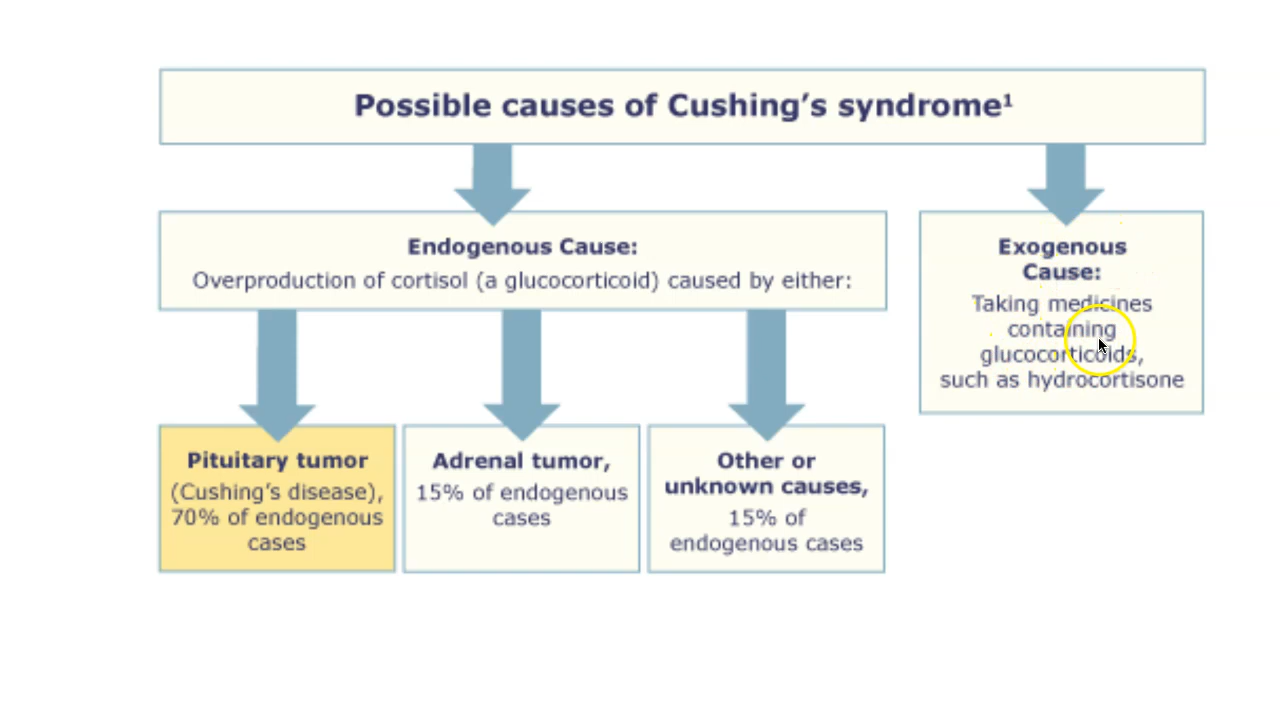 Possible causes of Cushing’s syndrome¹
Endogenous Cause:
Overproduction of cortisol (a glucocorticoid) caused by either:
Exogenous
Cause:
Taking medicines
containing
glucocorticoids,
such as hydrocortisone
Pituitary tumor
(Cushing’s disease),
70% of endogenous
cases
Adrenal tumor,
15% of endogenous
cases
Other or
unknown causes,
15% of
endogenous cases